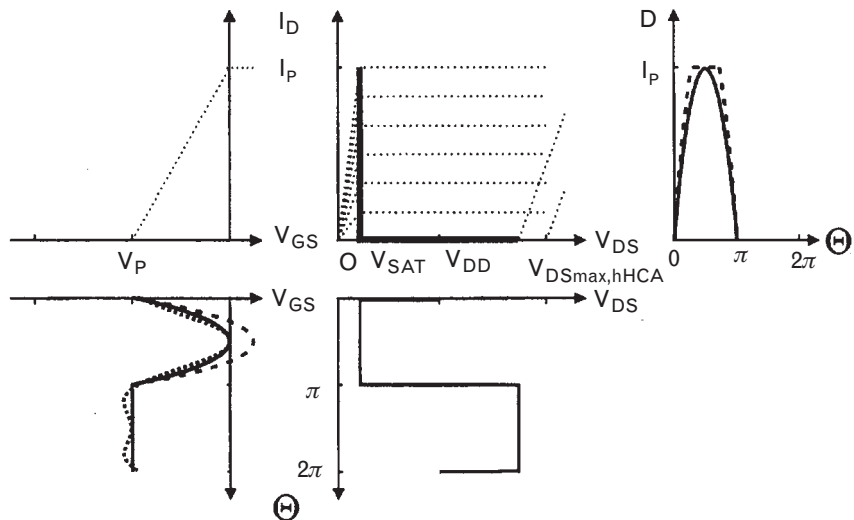 I_D
D
I_P
I_P
V_GS
V_DS
Θ
V_P
O
V_SAT
V_DD
V_DSmax,hHCA
0
π
2π
V_GS
V_DS
π
2π
Θ